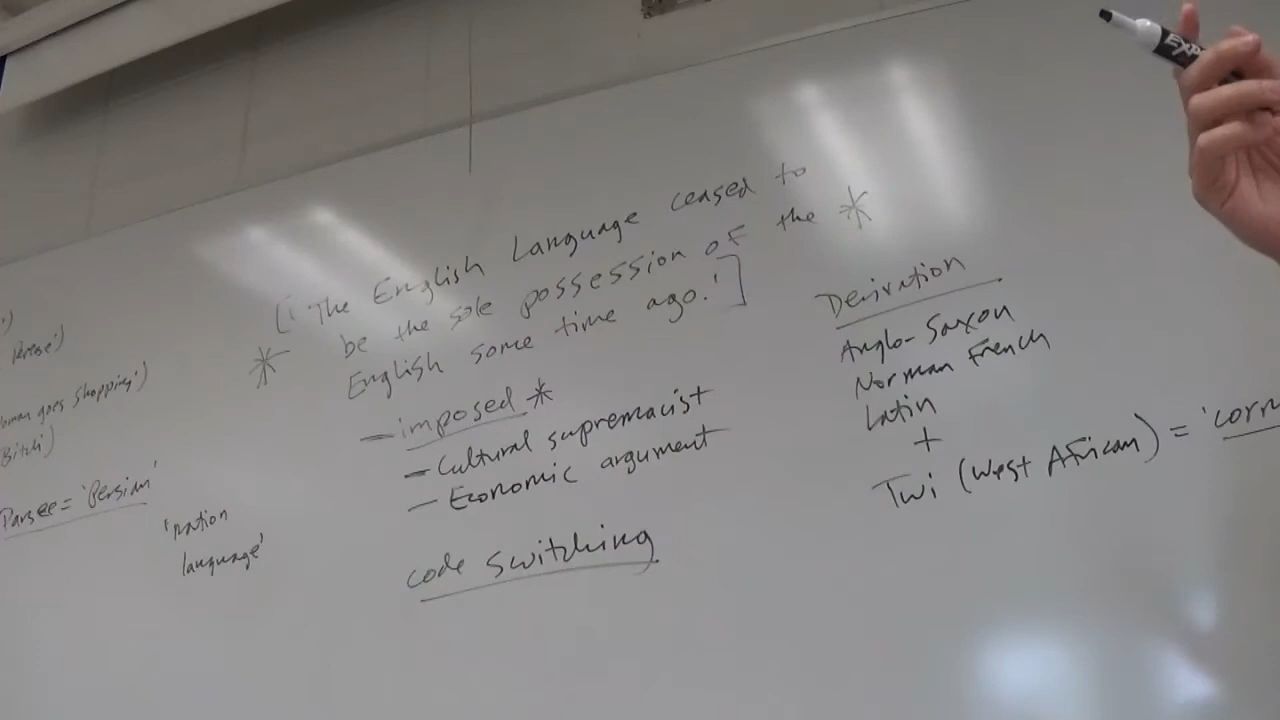 woman goes shopping')
Bitch)
Parsee = 'Persian'
'nation
language'
['The English Language ceased to
* be the sole possession of the *
English some time ago.']
— imposed *
— Cultural supremacist
— Economic argument
code switching
Derivation
Anglo-Saxon
Norman French
Latin
+
Twi (West African) = 'corn
EXP